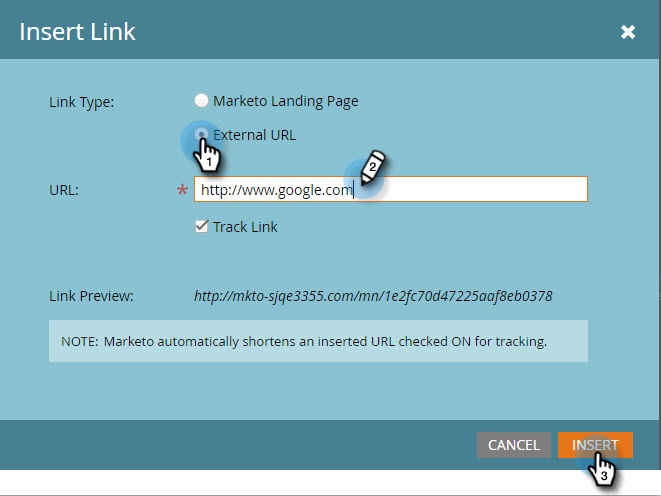 Insert Link
Link Type:
Marketo Landing Page
External URL
1
2
URL:
* http://www.google.com
Track Link
Link Preview: http://mkto-sjqe3355.com/mn/1e2fc70d47225aaf8eb0378
NOTE: Marketo automatically shortens an inserted URL checked ON for tracking.
CANCEL INSERT
3